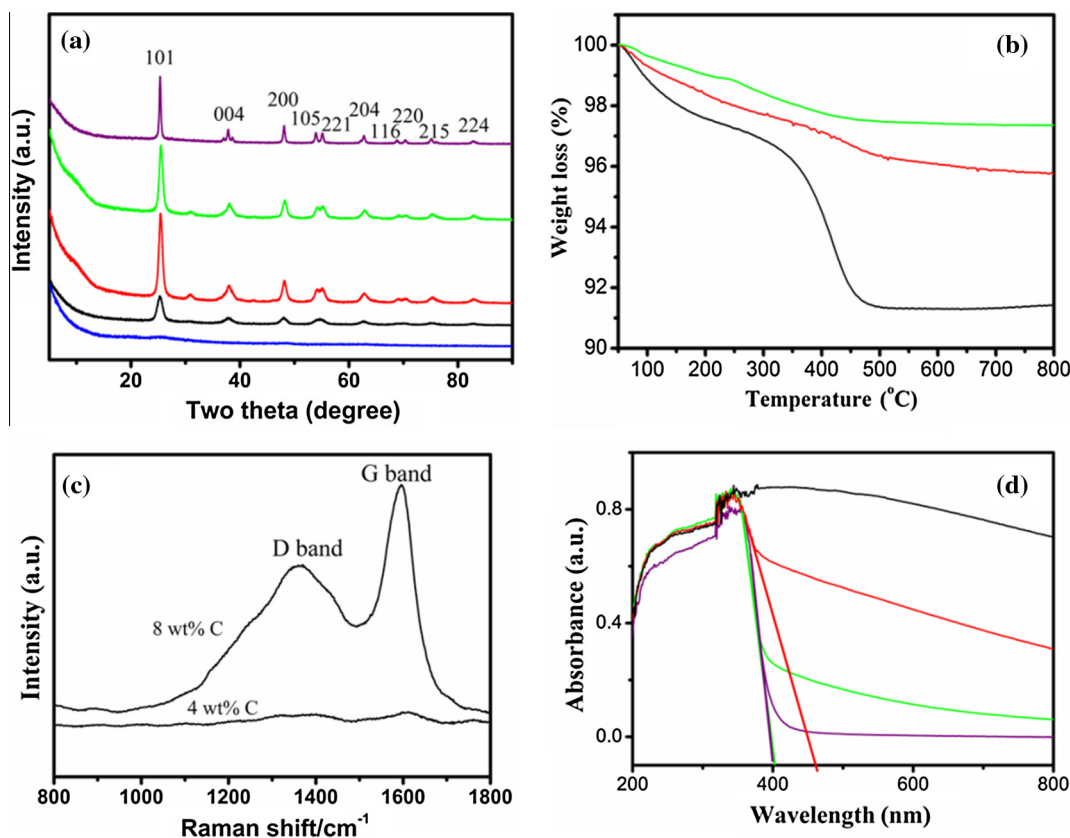 (a)
101
004
200
105
221
204
116
220
215
224
Intensity (a.u.)
20 40 60 80
Two theta (degree)
(b)
100
98
96
94
92
90
Weight loss (%)
100 200 300 400 500 600 700 800
Temperature (°C)
(c)
G band
D band
8 wt% C
4 wt% C
Intensity (a.u.)
800 1000 1200 1400 1600 1800
Raman shift/cm⁻¹
(d)
0.8
0.4
0.0
Absorbance (a.u.)
200 400 600 800
Wavelength (nm)